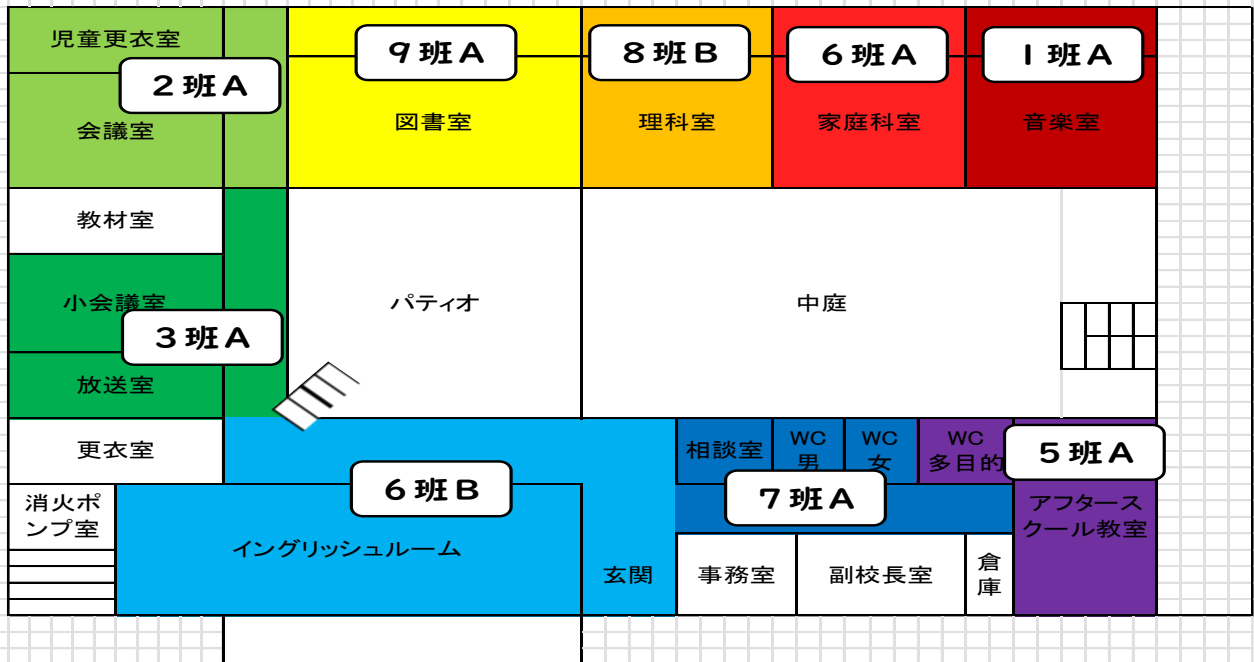 児童更衣室
2班A
会議室
9班A
図書室
8班B
理科室
6班A
家庭科室
1班A
音楽室
教材室
小会議室
3班A
放送室
パティオ
中庭
更衣室
消火ポ
ンプ室
6班B
イングリッシュルーム
玄関
相談室
WC
男
WC
女
WC
多目的
7班A
事務室
副校長室
倉
庫
5班A
アフタース
クール教室